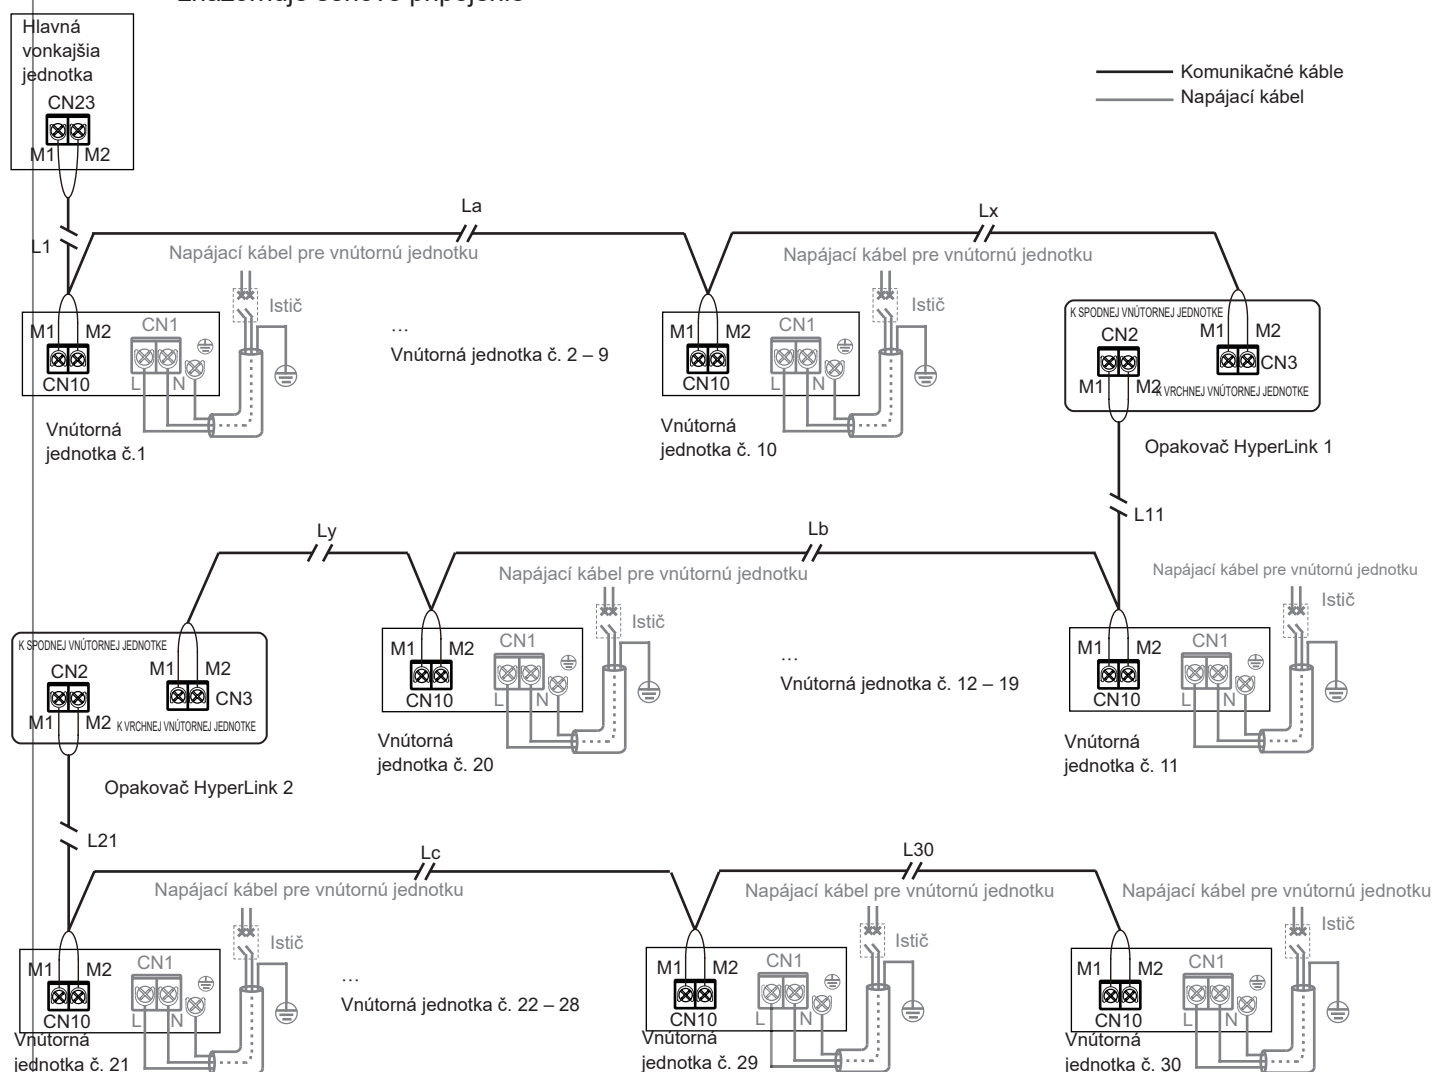 Hlavná
vonkajšia
jednotka
CN23
M1 M2
Komunikačné káble
Napájací kábel
L1
La
Lx
Napájací kábel pre vnútornú jednotku
Istič
Napájací kábel pre vnútornú jednotku
Istič
M1 M2 CN1
CN10 L N
Vnútorná
jednotka č.1
...
Vnútorná jednotka č. 2 – 9
M1 M2 CN1
CN10 L N
Vnútorná
jednotka č. 10
K SPODNEJ VNÚTORNEJ JEDNOTKE
CN2 M1 M2
CN3
M1 M2
K VRCHNEJ VNÚTORNEJ JEDNOTKE
Opakovač HyperLink 1
L11
Ly
Lb
Napájací kábel pre vnútornú jednotku
Istič
Napájací kábel pre vnútornú jednotku
Istič
K SPODNEJ VNÚTORNEJ JEDNOTKE
CN2 M1 M2
CN3
M1 M2 K VRCHNEJ VNÚTORNEJ JEDNOTKE
Opakovač HyperLink 2
M1 M2 CN1
CN10 L N
Vnútorná
jednotka č. 20
...
Vnútorná jednotka č. 12 – 19
M1 M2 CN1
CN10 L N
Vnútorná
jednotka č. 11
L21
Lc
L30
Napájací kábel pre vnútornú jednotku
Istič
Napájací kábel pre vnútornú jednotku
Istič
Napájací kábel pre vnútornú jednotku
Istič
M1 M2 CN1
CN10 L N
Vnútorná
jednotka č. 21
...
Vnútorná jednotka č. 22 – 28
M1 M2 CN1
CN10 L N
Vnútorná
jednotka č. 29
M1 M2 CN1
CN10 L N
Vnútorná
jednotka č. 30